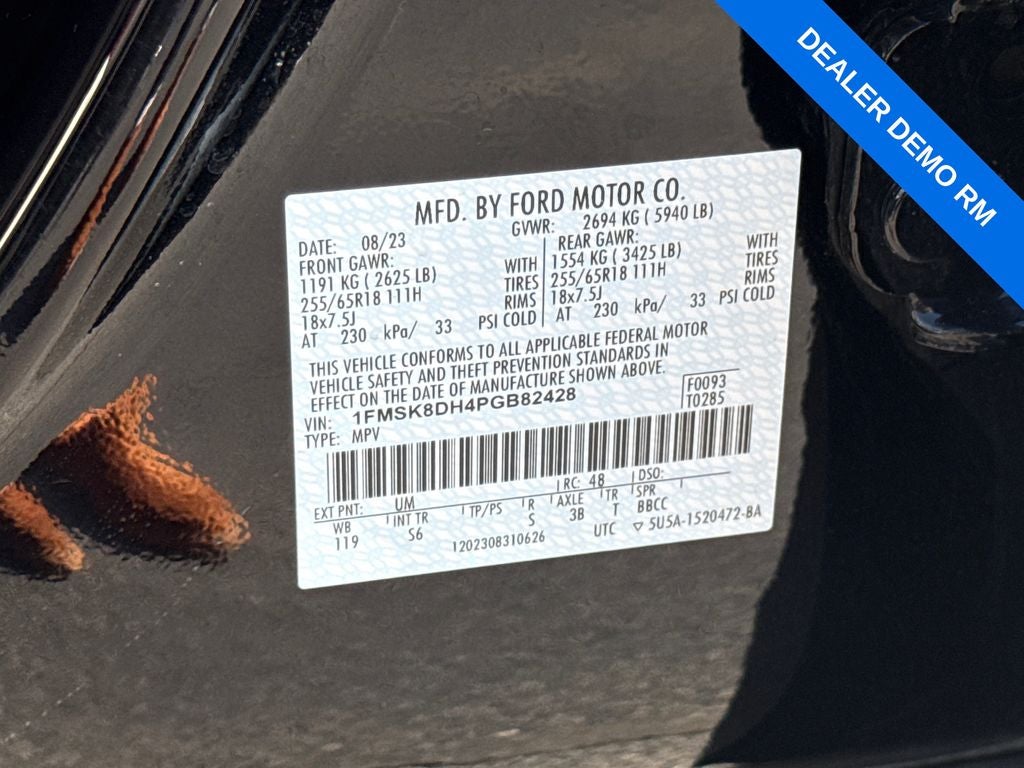 DEALER DEMO RM
MFD. BY FORD MOTOR CO.
DATE: 08/23 GVWR: 2694 KG ( 5940 LB)
FRONT GAWR: REAR GAWR:
1191 KG ( 2625 LB) WITH 1554 KG ( 3425 LB) WITH
255/65R18 111H TIRES 255/65R18 111H TIRES
18x7.5J RIMS 18x7.5J RIMS
AT 230 kPa/ 33 PSI COLD AT 230 kPa/ 33 PSI COLD
THIS VEHICLE CONFORMS TO ALL APPLICABLE FEDERAL MOTOR
VEHICLE SAFETY AND THEFT PREVENTION STANDARDS IN
EFFECT ON THE DATE OF MANUFACTURE SHOWN ABOVE.
VIN: 1FMSK8DH4PGB82428 F0093
TYPE: MPV T0285
EXT PNT: UM RC: 48 DSO:
WB INT TR TP/PS R AXLE TR SPR
119 S6 S 3B T BBCC
1202308310626 UTC ▽ 5U5A-1520472-BA